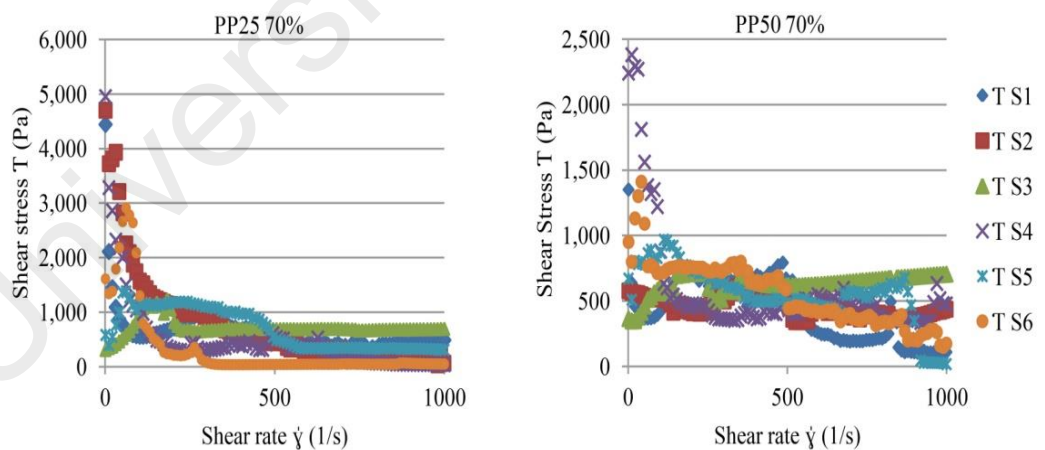 PP25 70%
6,000
5,000
4,000
3,000
2,000
1,000
0
Shear stress T (Pa)
0
500
1000
Shear rate γ̇ (1/s)
PP50 70%
2,500
2,000
1,500
1,000
500
0
Shear Stress T (Pa)
0
500
1000
Shear rate γ̇ (1/s)
T S1
T S2
T S3
T S4
T S5
T S6
Universi